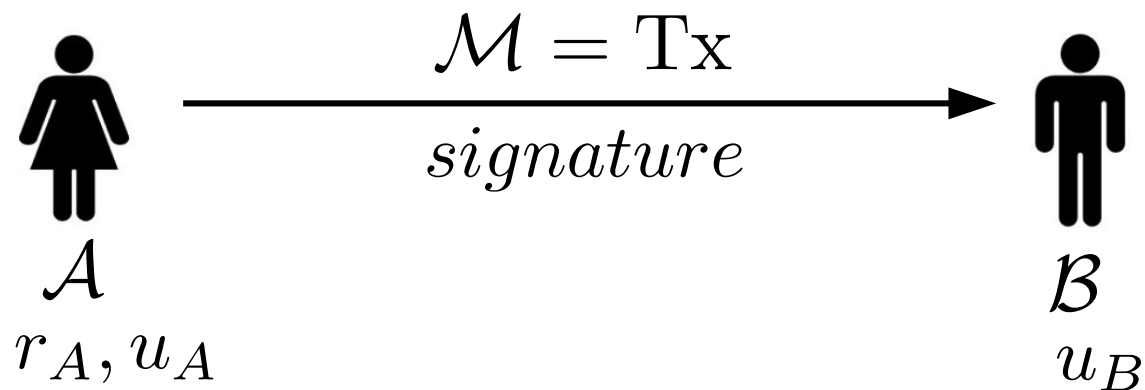 ℳ = Tx
signature
𝒜
ℬ
r_A, u_A
u_B